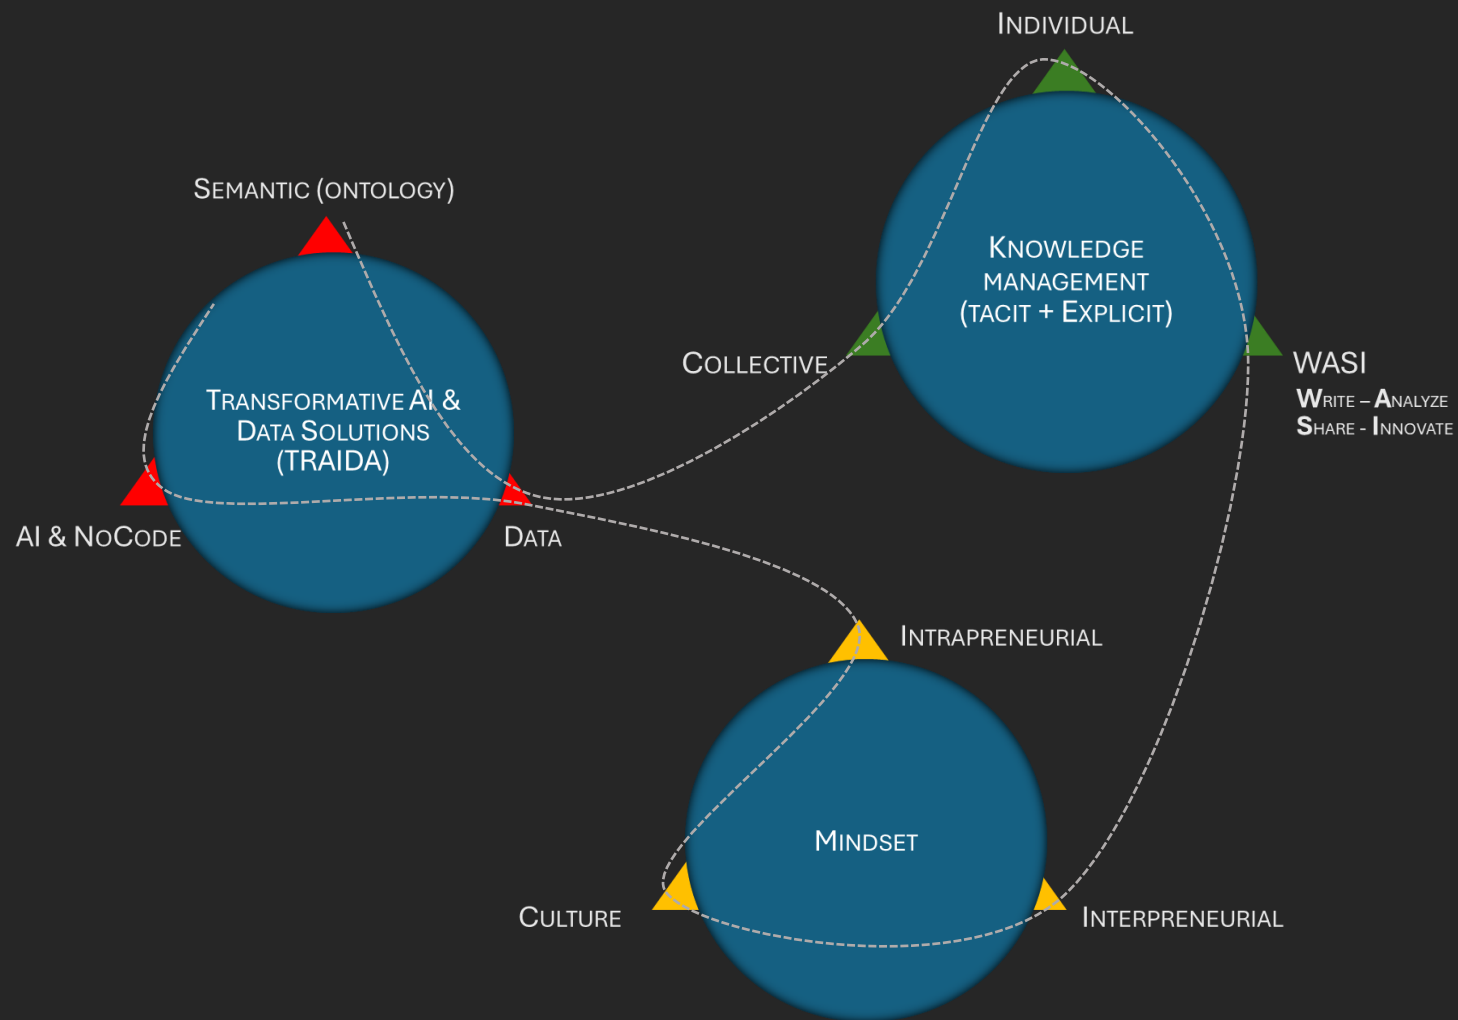 INDIVIDUAL
SEMANTIC (ONTOLOGY)
KNOWLEDGE
MANAGEMENT
(TACIT + EXPLICIT)
COLLECTIVE
WASI
WRITE – ANALYZE
SHARE - INNOVATE
TRANSFORMATIVE AI &
DATA SOLUTIONS
(TRAIDA)
AI & NOCODE
DATA
INTRAPRENEURIAL
MINDSET
CULTURE
INTERPRENEURIAL